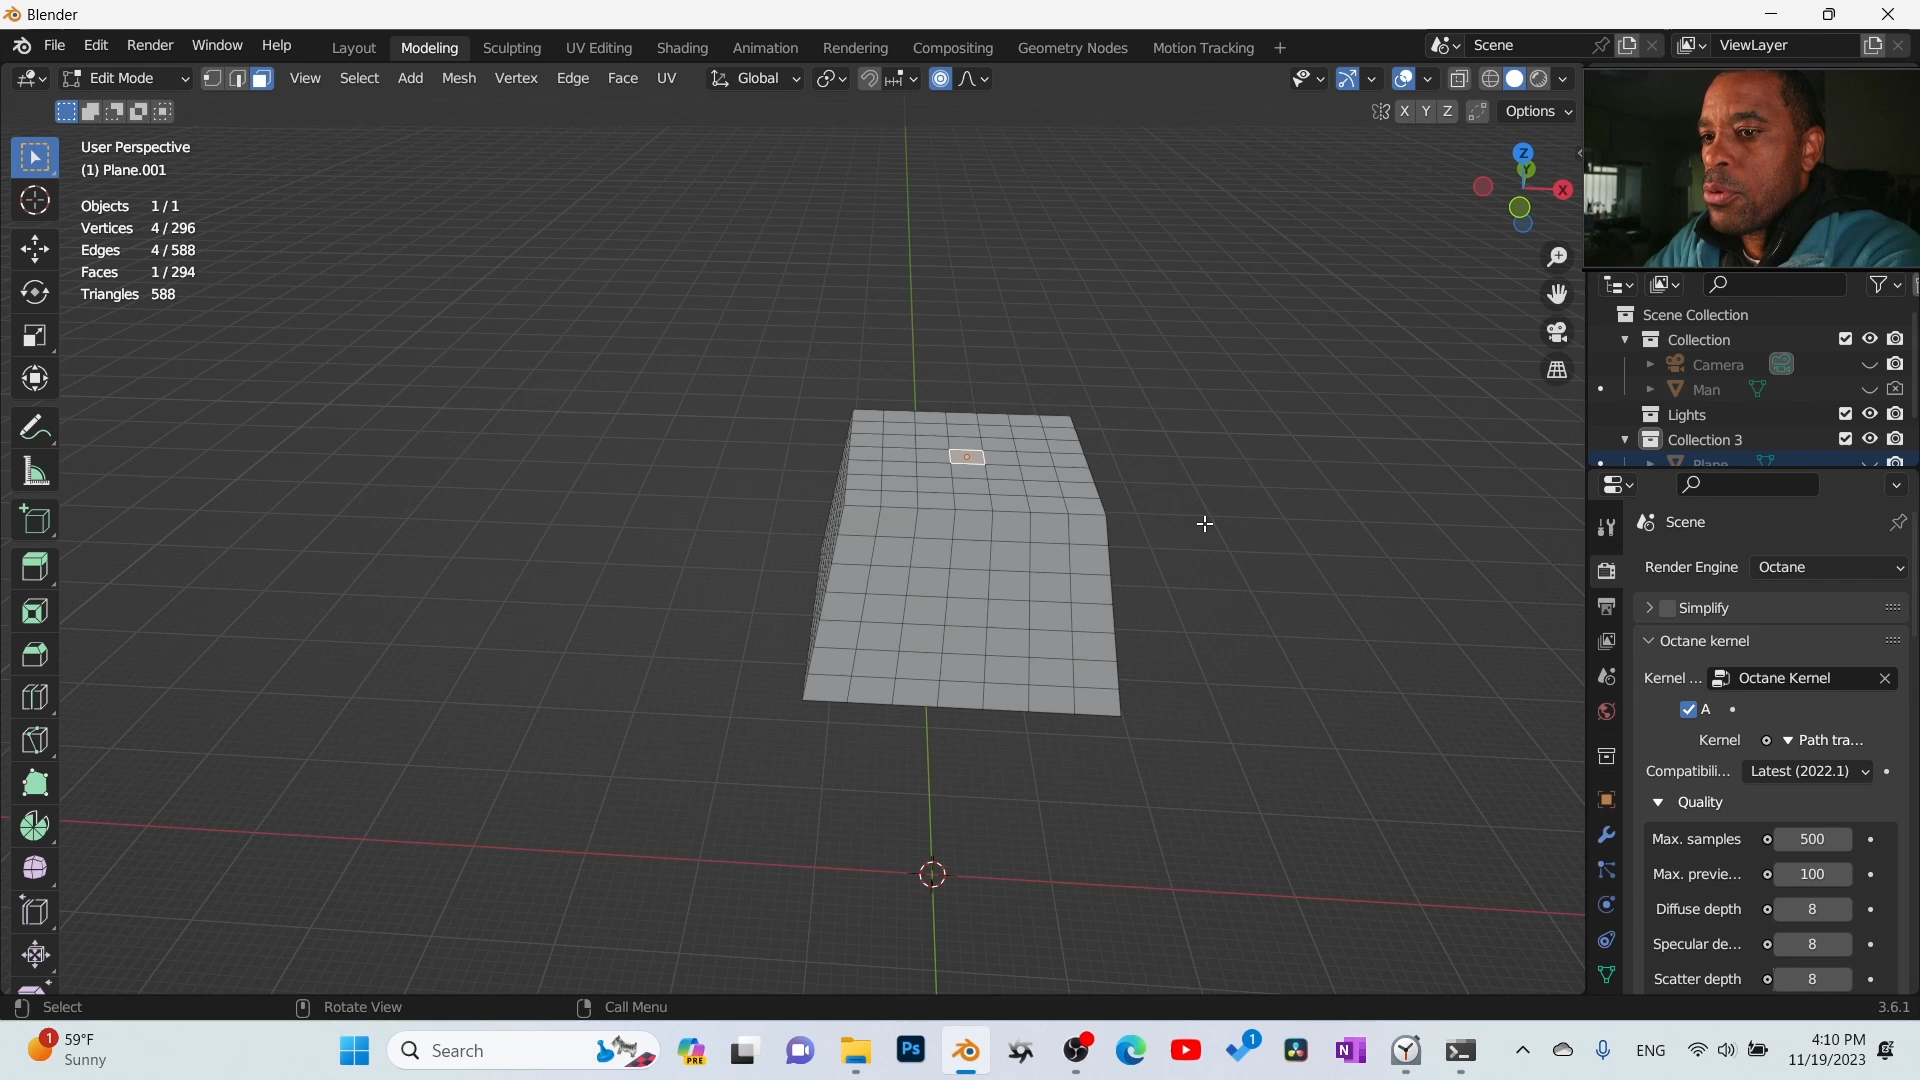 Blender
File Edit Render Window Help Layout Modeling Sculpting UV Editing Shading Animation Rendering Compositing Geometry Nodes Motion Tracking + Scene ViewLayer
Edit Mode View Select Add Mesh Vertex Edge Face UV Global
X Y Z Options
User Perspective
(1) Plane.001
Objects 1/1
Vertices 4/296
Edges 4/588
Faces 1/294
Triangles 588
Z
Y
X
Scene Collection
Collection
Camera
Man
Lights
Collection 3
Plane
Scene
Render Engine Octane
Simplify
Octane kernel
Kernel ... Octane Kernel
A
Kernel Path tra...
Compatibili... Latest (2022.1)
Quality
Max. samples 500
Max. previe... 100
Diffuse depth 8
Specular de... 8
Scatter depth 8
Select Rotate View Call Menu 3.6.1
1 59°F
Sunny
Search
PRE
Ps
1
N
ENG
4:10 PM
11/19/2023